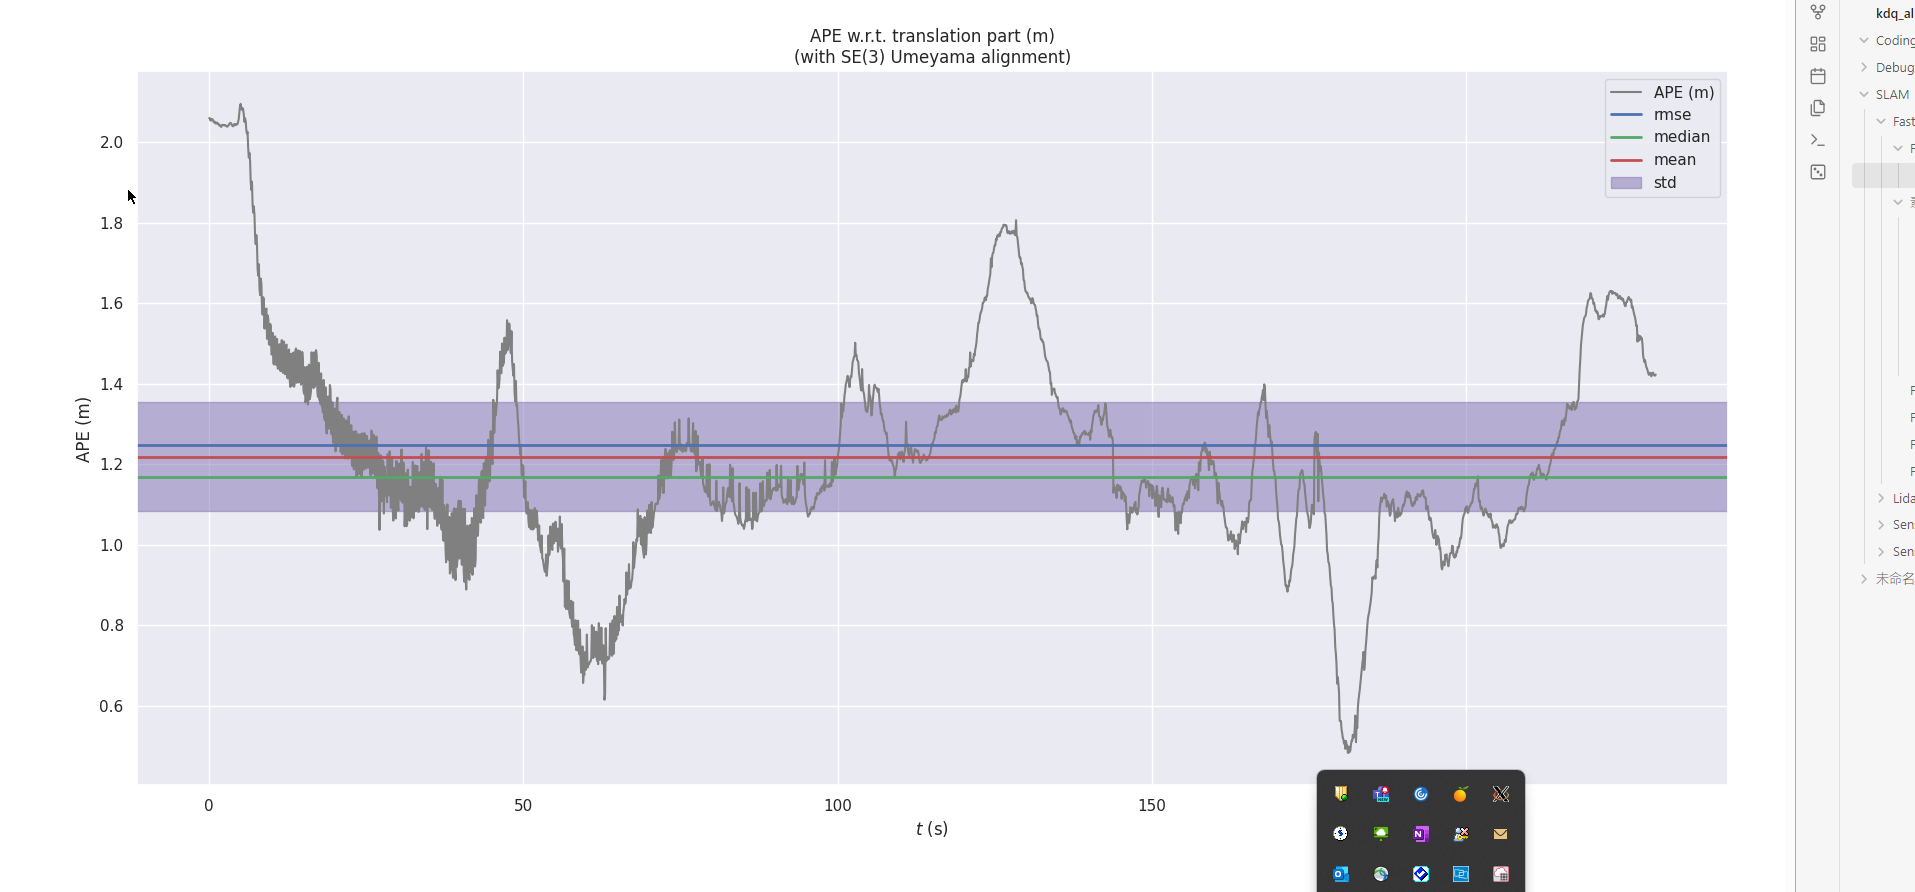 APE w.r.t. translation part (m)
(with SE(3) Umeyama alignment)
APE (m)
rmse
median
mean
std
2.0
1.8
1.6
1.4
1.2
1.0
0.8
0.6
APE (m)
0
50
100
150
t (s)
kdq_al
Coding
Debug
SLAM
Fast
F
F
F
F
F
Lida
Sen
Sen
未命名